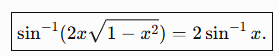 sin⁻¹(2x√(1 − x²)) = 2 sin⁻¹ x.